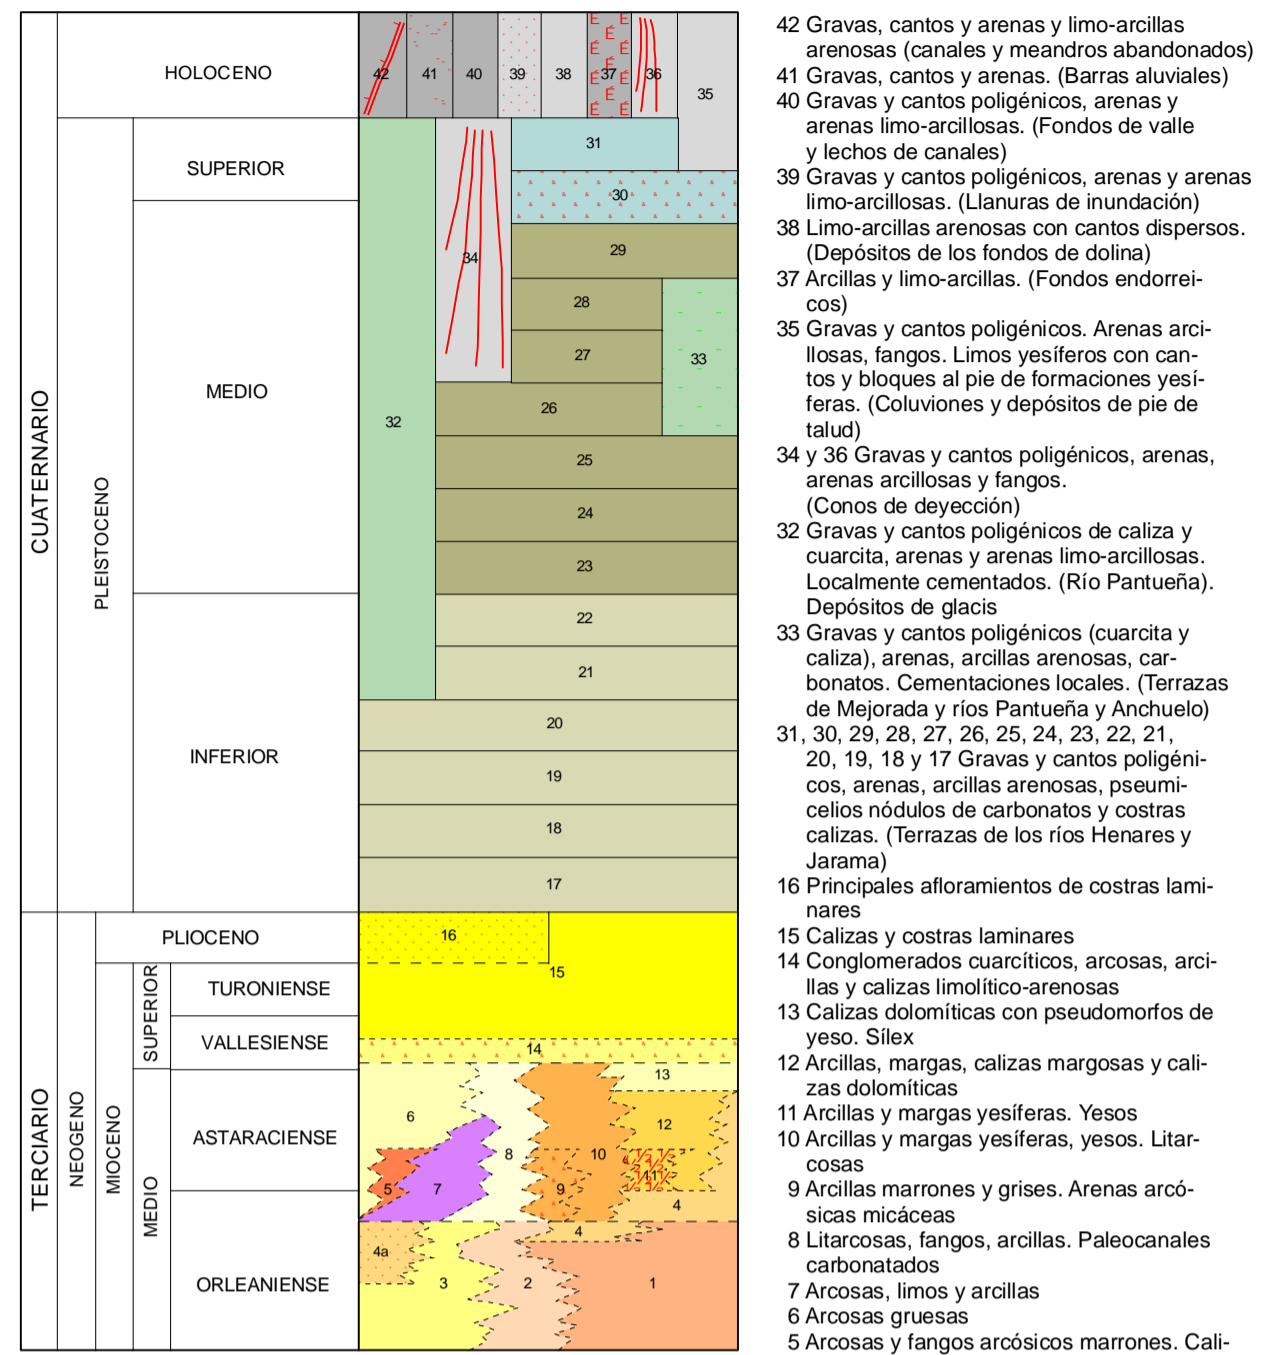 CUATERNARIO
HOLOCENO
PLEISTOCENO
SUPERIOR
MEDIO
INFERIOR
TERCIARIO
NEOGENO
PLIOCENO
MIOCENO
SUPERIOR
TURONIENSE
VALLESIENSE
MEDIO
ASTARACIENSE
ORLEANIENSE
42
41
40
39
38
É É É É É É É É É É
37
36
35
31
30
34
29
28
27
33
26
32
25
24
23
22
21
20
19
18
17
16
15
14
13
6
12
8
10
11
5
7
9
4
4
4a
3
2
1
42 Gravas, cantos y arenas y limo-arcillas
arenosas (canales y meandros abandonados)
41 Gravas, cantos y arenas. (Barras aluviales)
40 Gravas y cantos poligénicos, arenas y
arenas limo-arcillosas. (Fondos de valle
y lechos de canales)
39 Gravas y cantos poligénicos, arenas y arenas
limo-arcillosas. (Llanuras de inundación)
38 Limo-arcillas arenosas con cantos dispersos.
(Depósitos de los fondos de dolina)
37 Arcillas y limo-arcillas. (Fondos endorrei-
cos)
35 Gravas y cantos poligénicos. Arenas arci-
llosas, fangos. Limos yesíferos con can-
tos y bloques al pie de formaciones yesí-
feras. (Coluviones y depósitos de pie de
talud)
34 y 36 Gravas y cantos poligénicos, arenas,
arenas arcillosas y fangos.
(Conos de deyección)
32 Gravas y cantos poligénicos de caliza y
cuarcita, arenas y arenas limo-arcillosas.
Localmente cementados. (Río Pantueña).
Depósitos de glacis
33 Gravas y cantos poligénicos (cuarcita y
caliza), arenas, arcillas arenosas, car-
bonatos. Cementaciones locales. (Terrazas
de Mejorada y ríos Pantueña y Anchuelo)
31, 30, 29, 28, 27, 26, 25, 24, 23, 22, 21,
20, 19, 18 y 17 Gravas y cantos poligéni-
cos, arenas, arcillas arenosas, pseumi-
celios nódulos de carbonatos y costras
calizas. (Terrazas de los ríos Henares y
Jarama)
16 Principales afloramientos de costras lami-
nares
15 Calizas y costras laminares
14 Conglomerados cuarcíticos, arcosas, arci-
llas y calizas limolítico-arenosas
13 Calizas dolomíticas con pseudomorfos de
yeso. Sílex
12 Arcillas, margas, calizas margosas y cali-
zas dolomíticas
11 Arcillas y margas yesíferas. Yesos
10 Arcillas y margas yesíferas, yesos. Litar-
cosas
9 Arcillas marrones y grises. Arenas arcó-
sicas micáceas
8 Litarcosas, fangos, arcillas. Paleocanales
carbonatados
7 Arcosas, limos y arcillas
6 Arcosas gruesas
5 Arcosas y fangos arcósicos marrones. Cali-